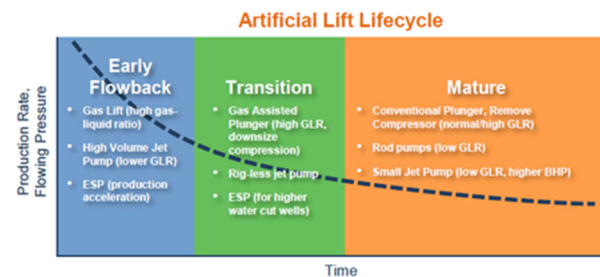 Artificial Lift Lifecycle
Production Rate,
Flowing Pressure
Early
Flowback
• Gas Lift (high gas-
liquid ratio)
• High Volume Jet
Pump (lower GLR)
• ESP (production
acceleration)
Transition
• Gas Assisted
Plunger (high GLR,
downsize
compression)
• Rig-less jet pump
• ESP (for higher
water cut wells)
Mature
• Conventional Plunger, Remove
Compressor (normal/high GLR)
• Rod pumps (low GLR)
• Small Jet Pump (low GLR, higher BHP)
Time